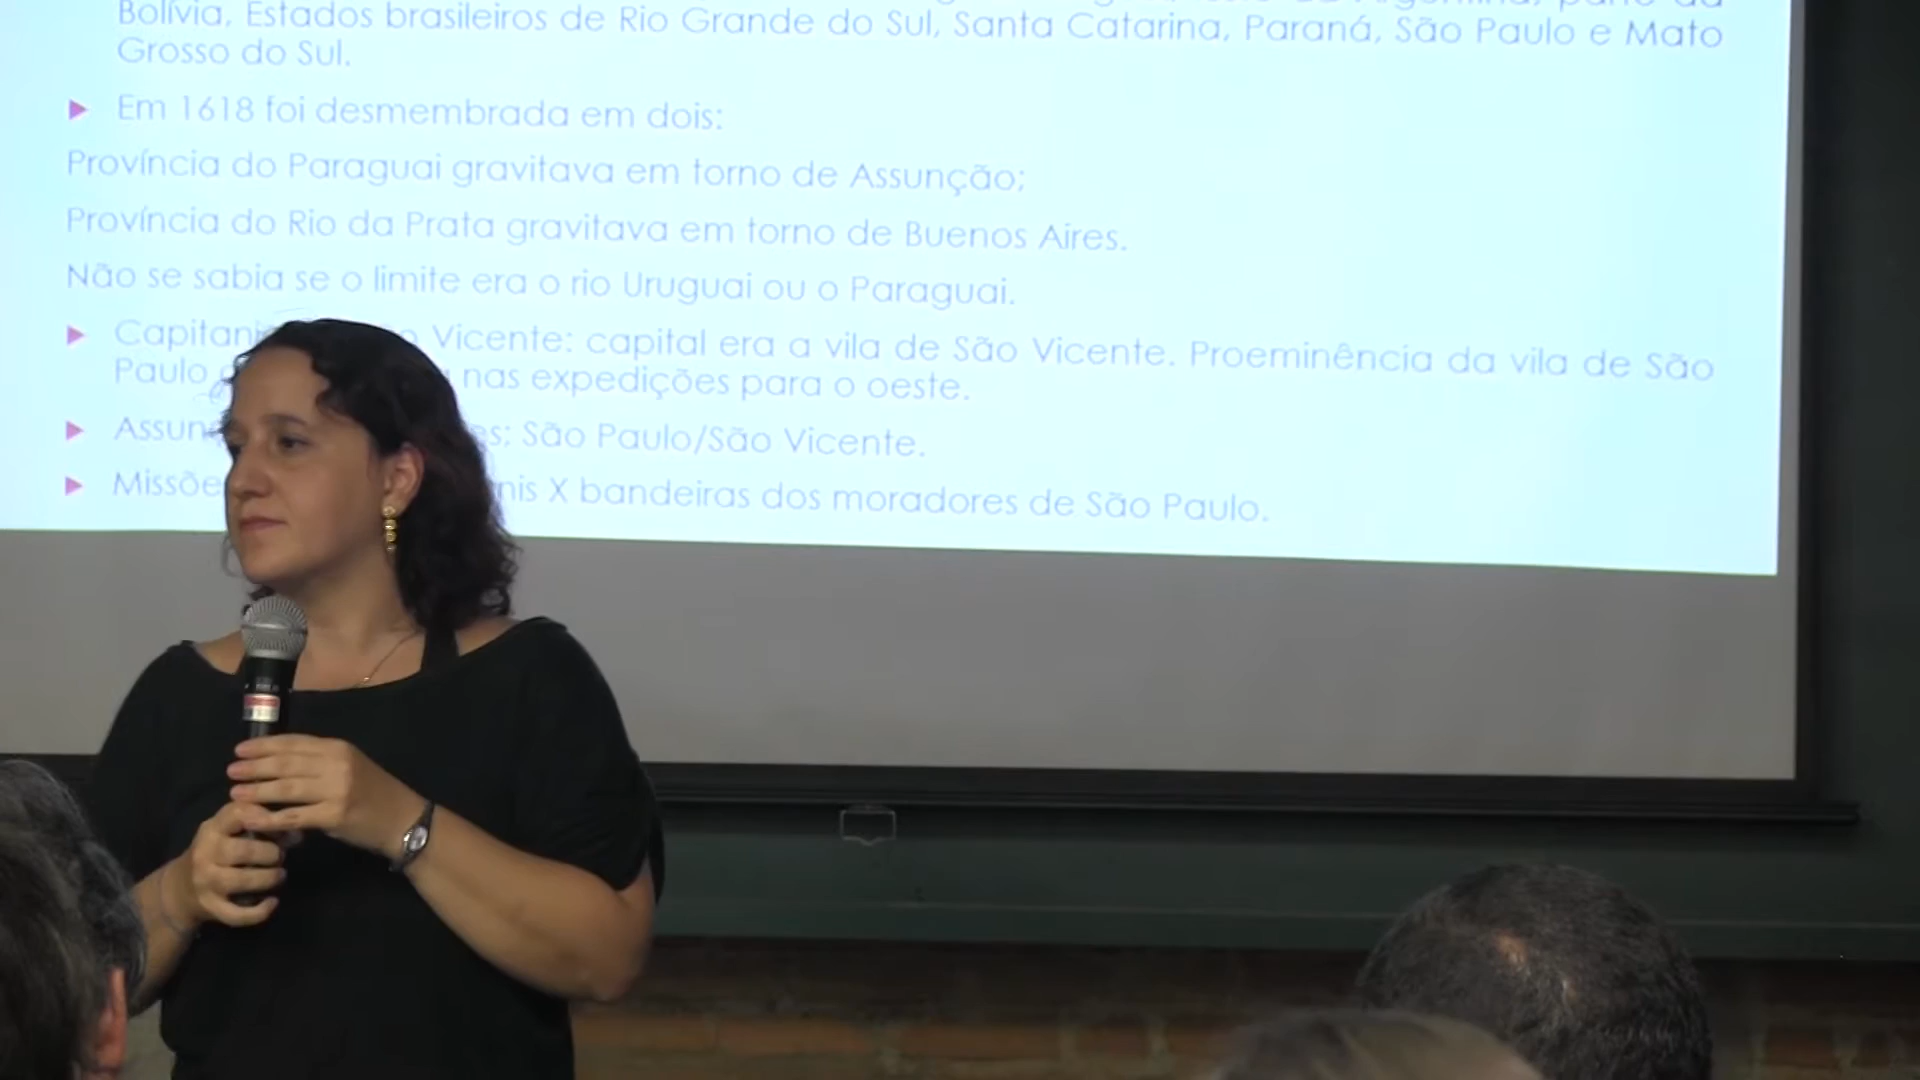 Bolívia, Estados brasileiros de Rio Grande do Sul, Santa Catarina, Paraná, São Paulo e Mato
Grosso do Sul.
Em 1618 foi desmembrada em dois:
Província do Paraguai gravitava em torno de Assunção;
Província do Rio da Prata gravitava em torno de Buenos Aires.
Não se sabia se o limite era o rio Uruguai ou o Paraguai.
Vicente: capital era a vila de São Vicente. Proeminência da vila de São
Paulo nas expedições para o oeste.
São Paulo/São Vicente.
X bandeiras dos moradores de São Paulo.